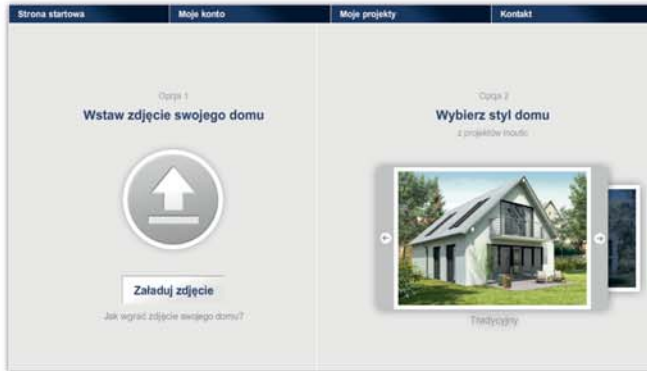 Strona startowa
Moje konto
Moje projekty
Kontakt
Opcja 1
Wstaw zdjęcie swojego domu
Załaduj zdjęcie
Jak wgrać zdjęcie swojego domu?
Opcja 2
Wybierz styl domu
z projektów Inoutic
Tradycyjny